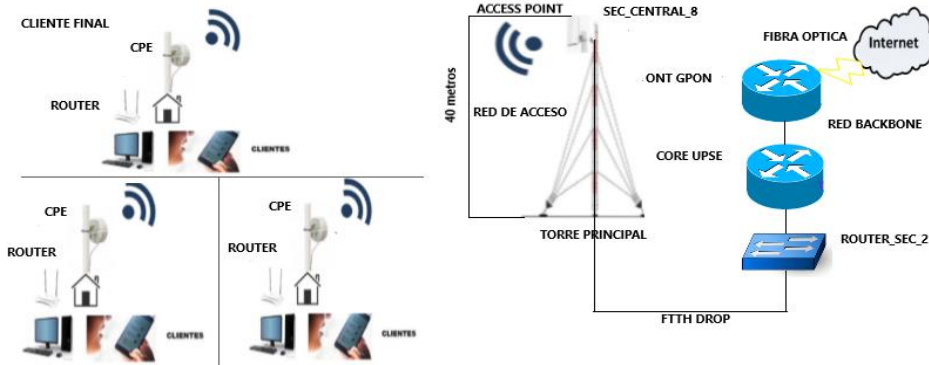 CLIENTE FINAL
CPE
ROUTER
CLIENTES
CPE
ROUTER
CLIENTES
CPE
ROUTER
CLIENTES
ACCESS POINT
SEC_CENTRAL_8
40 metros
RED DE ACCESO
TORRE PRINCIPAL
FIBRA OPTICA
Internet
ONT GPON
RED BACKBONE
CORE UPSE
ROUTER_SEC_2
FTTH DROP